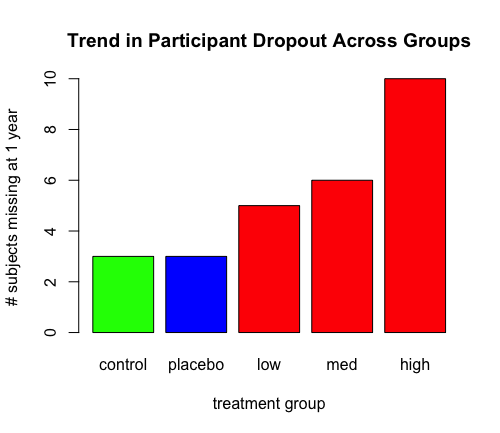 Trend in Participant Dropout Across Groups
# subjects missing at 1 year
10
8
6
4
2
0
control placebo low med high
treatment group